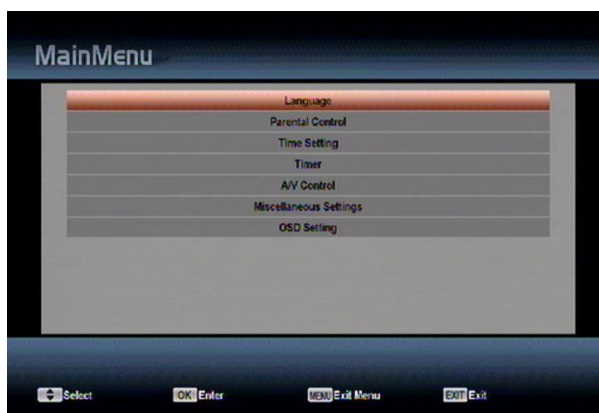 MainMenu
Language
Parental Control
Time Setting
Timer
A/V Control
Miscellaneous Settings
OSD Setting
Select OK Enter MENU Exit Menu EXIT Exit